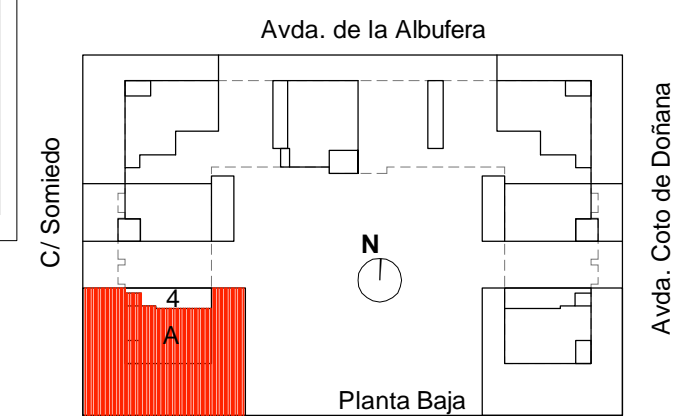 Avda. de la Albufera
C/ Somiedo
Avda. Coto de Doñana
N
4
A
Planta Baja